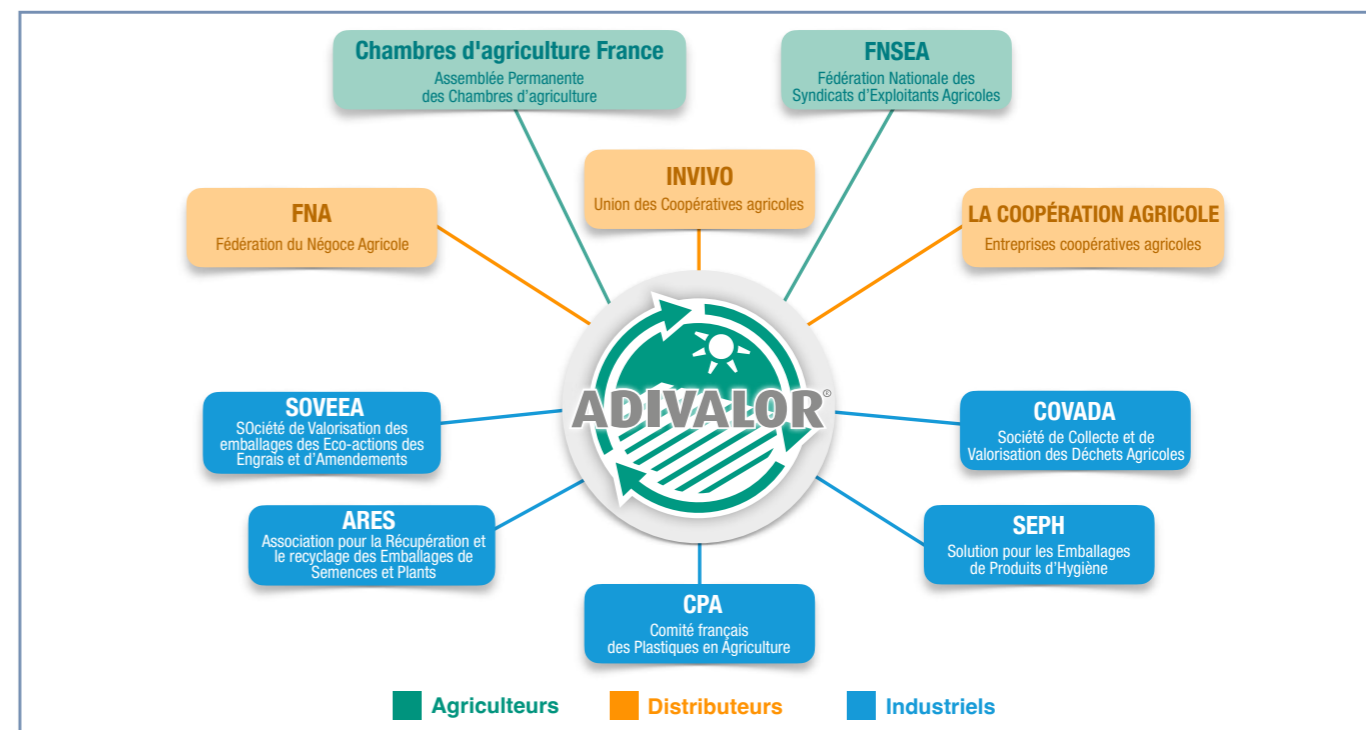 Chambres d'agriculture France
Assemblée Permanente
des Chambres d'agriculture
FNSEA
Fédération Nationale des
Syndicats d'Exploitants Agricoles
FNA
Fédération du Négoce Agricole
INVIVO
Union des Coopératives agricoles
LA COOPÉRATION AGRICOLE
Entreprises coopératives agricoles
ADIVALOR®
SOVEEA
SOciété de Valorisation des
emballages des Eco-actions des
Engrais et d'Amendements
COVADA
Société de Collecte et de
Valorisation des Déchets Agricoles
ARES
Association pour la Récupération et
le recyclage des Emballages de
Semences et Plants
SEPH
Solution pour les Emballages
de Produits d'Hygiène
CPA
Comité français
des Plastiques en Agriculture
Agriculteurs
Distributeurs
Industriels